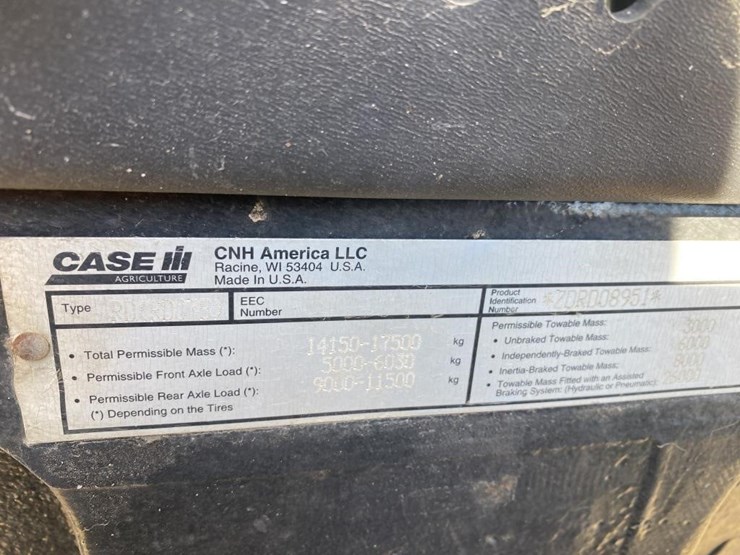 CASE IH
AGRICULTURE
CNH America LLC
Racine, WI 53404 U.S.A.
Made in U.S.A.
Type
EEC
Number
Product
Identification
Number
• Total Permissible Mass (*): 14150-17500 kg
• Permissible Front Axle Load (*): 5000-6030 kg
• Permissible Rear Axle Load (*): 9000-11500 kg
(*) Depending on the Tires
Permissible Towable Mass:
• Unbraked Towable Mass: 3000
• Independently-Braked Towable Mass:
• Inertia-Braked Towable Mass:
• Towable Mass Fitted with an Assisted
Braking System: (Hydraulic or Pneumatic)